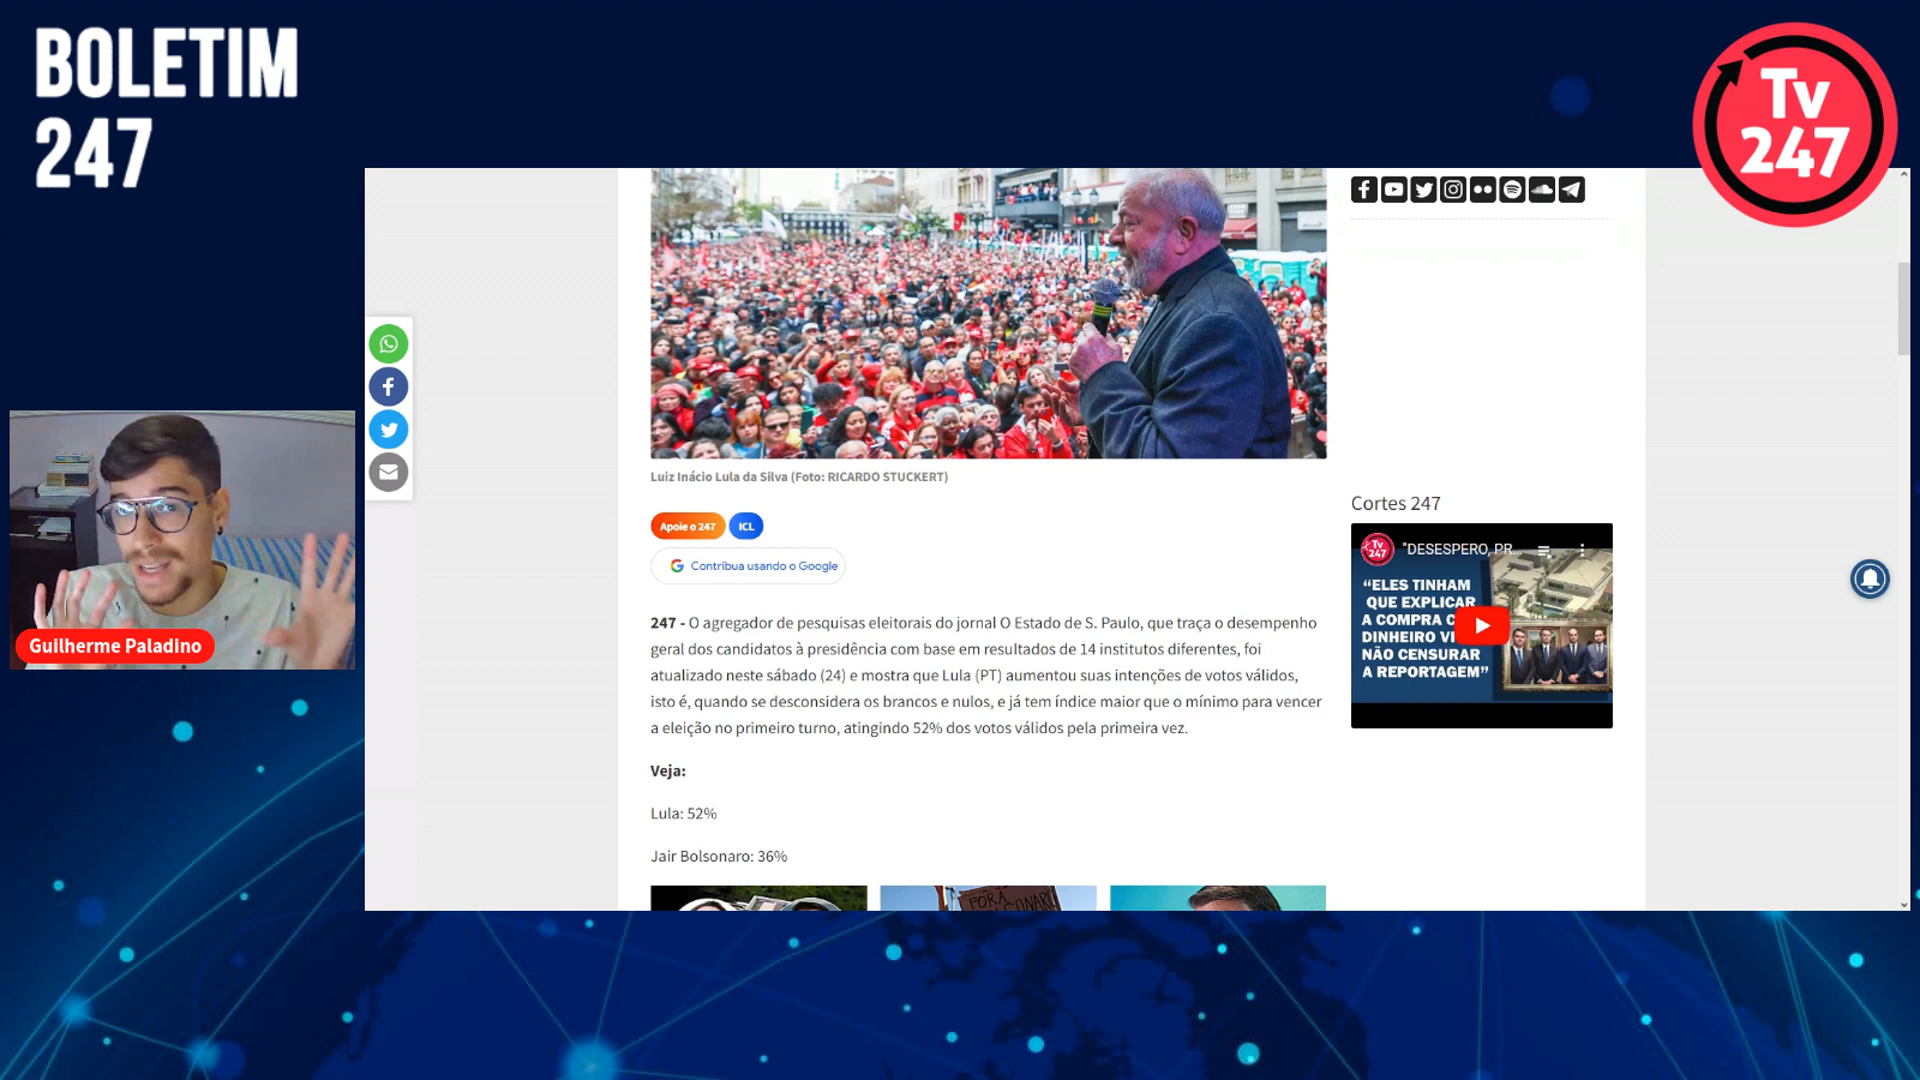 BOLETIM
247
Tv
247
Luiz Inácio Lula da Silva (Foto: RICARDO STUCKERT)
Apoie o 247
ICL
Contribua usando o Google
247 - O agregador de pesquisas eleitorais do jornal O Estado de S. Paulo, que traça o desempenho
geral dos candidatos à presidência com base em resultados de 14 institutos diferentes, foi
atualizado neste sábado (24) e mostra que Lula (PT) aumentou suas intenções de votos válidos,
isto é, quando se desconsidera os brancos e nulos, e já tem índice maior que o mínimo para vencer
a eleição no primeiro turno, atingindo 52% dos votos válidos pela primeira vez.
Veja:
Lula: 52%
Jair Bolsonaro: 36%
FORA
Cortes 247
Tv
247
"DESESPERO, PR...
“ELES TINHAM
QUE EXPLICAR
A COMPRA C
DINHEIRO VI
NÃO CENSURAR
A REPORTAGEM”
Guilherme Paladino